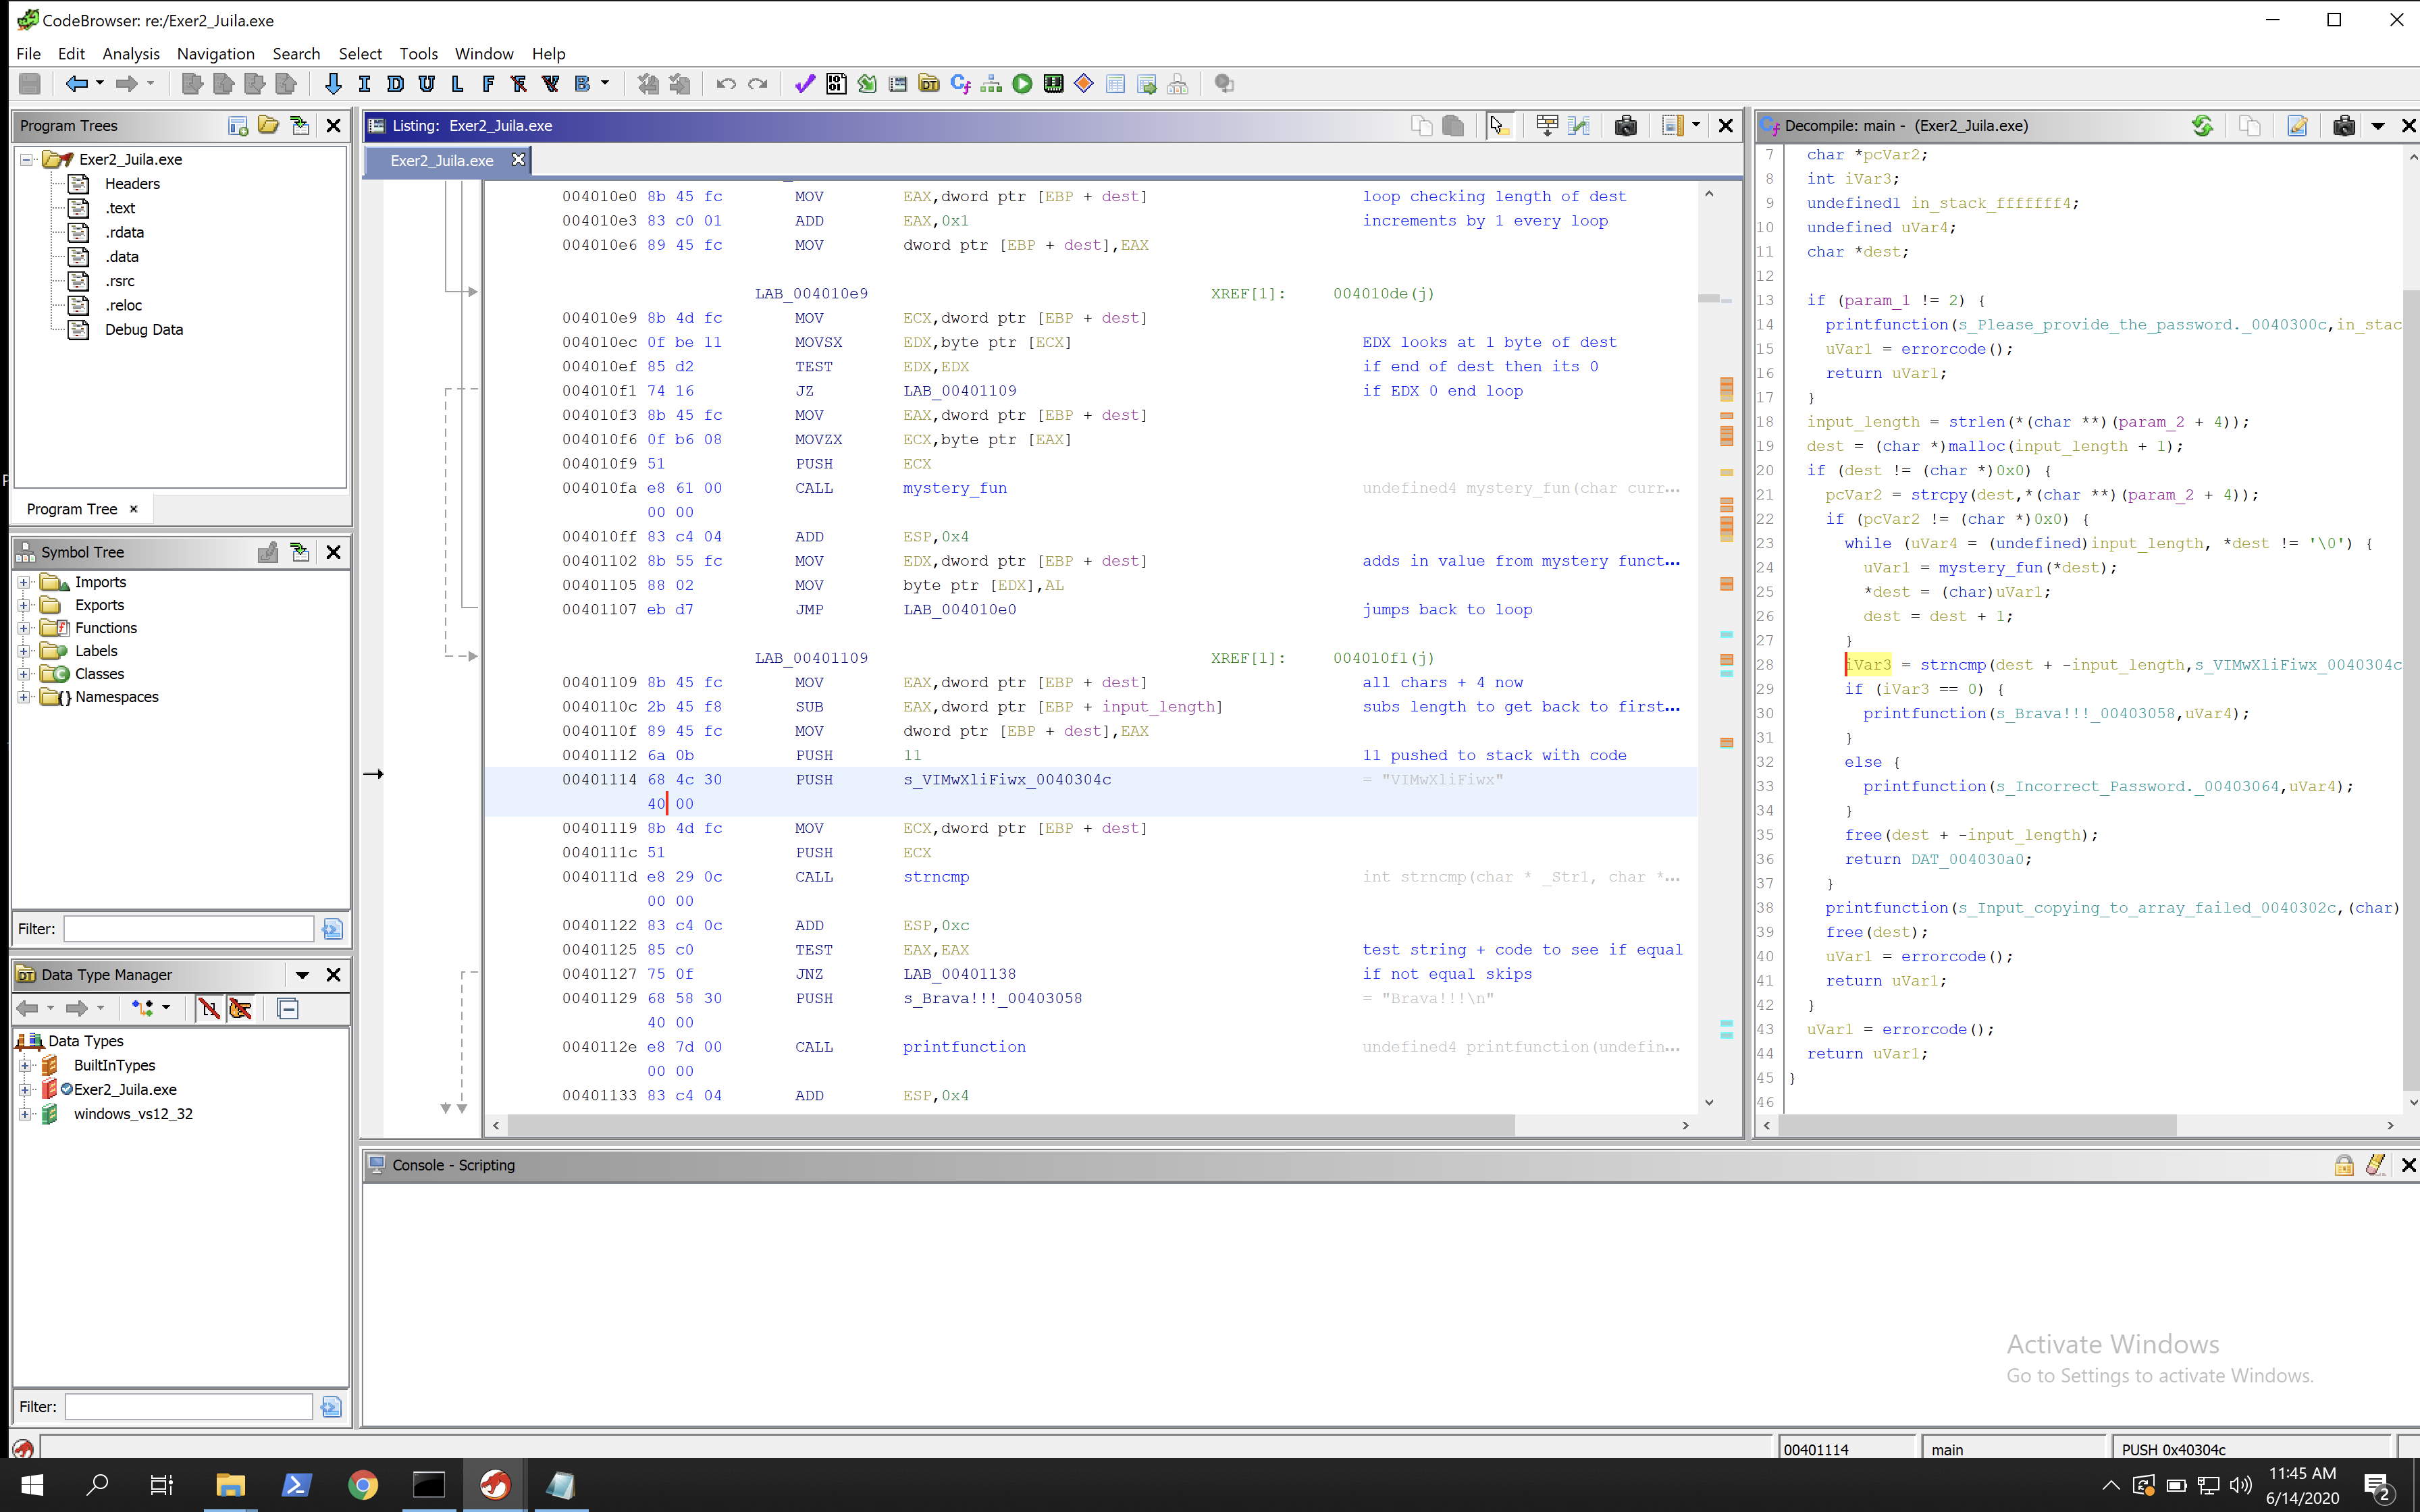 CodeBrowser: re:/Exer2_Juila.exe
File Edit Analysis Navigation Search Select Tools Window Help
I D U L F F V B
Program Trees
Exer2_Juila.exe
Headers
.text
.rdata
.data
.rsrc
.reloc
Debug Data
Program Tree ×
Symbol Tree
Imports
Exports
Functions
Labels
Classes
Namespaces
Filter:
Data Type Manager
Data Types
BuiltInTypes
Exer2_Juila.exe
windows_vs12_32
Filter:
Listing: Exer2_Juila.exe
Exer2_Juila.exe
004010e0 8b 45 fc MOV EAX,dword ptr [EBP + dest] loop checking length of dest
004010e3 83 c0 01 ADD EAX,0x1 increments by 1 every loop
004010e6 89 45 fc MOV dword ptr [EBP + dest],EAX
LAB_004010e9 XREF[1]: 004010de(j)
004010e9 8b 4d fc MOV ECX,dword ptr [EBP + dest]
004010ec 0f be 11 MOVSX EDX,byte ptr [ECX] EDX looks at 1 byte of dest
004010ef 85 d2 TEST EDX,EDX if end of dest then its 0
004010f1 74 16 JZ LAB_00401109 if EDX 0 end loop
004010f3 8b 45 fc MOV EAX,dword ptr [EBP + dest]
004010f6 0f b6 08 MOVZX ECX,byte ptr [EAX]
004010f9 51 PUSH ECX
004010fa e8 61 00 CALL mystery_fun undefined4 mystery_fun(char curr...
00 00
004010ff 83 c4 04 ADD ESP,0x4
00401102 8b 55 fc MOV EDX,dword ptr [EBP + dest] adds in value from mystery funct...
00401105 88 02 MOV byte ptr [EDX],AL
00401107 eb d7 JMP LAB_004010e0 jumps back to loop
LAB_00401109 XREF[1]: 004010f1(j)
00401109 8b 45 fc MOV EAX,dword ptr [EBP + dest] all chars + 4 now
0040110c 2b 45 f8 SUB EAX,dword ptr [EBP + input_length] subs length to get back to first...
0040110f 89 45 fc MOV dword ptr [EBP + dest],EAX
00401112 6a 0b PUSH 11 11 pushed to stack with code
00401114 68 4c 30 PUSH s_VIMwXliFiwx_0040304c = "VIMwXliFiwx"
40 00
00401119 8b 4d fc MOV ECX,dword ptr [EBP + dest]
0040111c 51 PUSH ECX
0040111d e8 29 0c CALL strncmp int strncmp(char * _Str1, char *...
00 00
00401122 83 c4 0c ADD ESP,0xc
00401125 85 c0 TEST EAX,EAX test string + code to see if equal
00401127 75 0f JNZ LAB_00401138 if not equal skips
00401129 68 58 30 PUSH s_Brava!!!_00403058 = "Brava!!!\n"
40 00
0040112e e8 7d 00 CALL printfunction undefined4 printfunction(undefin...
00 00
00401133 83 c4 04 ADD ESP,0x4
Decompile: main - (Exer2_Juila.exe)
7 char *pcVar2;
8 int iVar3;
9 undefined1 in_stack_fffffff4;
10 undefined uVar4;
11 char *dest;
12
13 if (param_1 != 2) {
14 printfunction(s_Please_provide_the_password._0040300c,in_stac
15 uVar1 = errorcode();
16 return uVar1;
17 }
18 input_length = strlen(*(char **)(param_2 + 4));
19 dest = (char *)malloc(input_length + 1);
20 if (dest != (char *)0x0) {
21 pcVar2 = strcpy(dest,*(char **)(param_2 + 4));
22 if (pcVar2 != (char *)0x0) {
23 while (uVar4 = (undefined)input_length, *dest != '\0') {
24 uVar1 = mystery_fun(*dest);
25 *dest = (char)uVar1;
26 dest = dest + 1;
27 }
28 iVar3 = strncmp(dest + -input_length,s_VIMwXliFiwx_0040304c
29 if (iVar3 == 0) {
30 printfunction(s_Brava!!!_00403058,uVar4);
31 }
32 else {
33 printfunction(s_Incorrect_Password._00403064,uVar4);
34 }
35 free(dest + -input_length);
36 return DAT_004030a0;
37 }
38 printfunction(s_Input_copying_to_array_failed_0040302c,(char)
39 free(dest);
40 uVar1 = errorcode();
41 return uVar1;
42 }
43 uVar1 = errorcode();
44 return uVar1;
45 }
46
Console - Scripting
Activate Windows
Go to Settings to activate Windows.
00401114 main PUSH 0x40304c
11:45 AM
6/14/2020
2